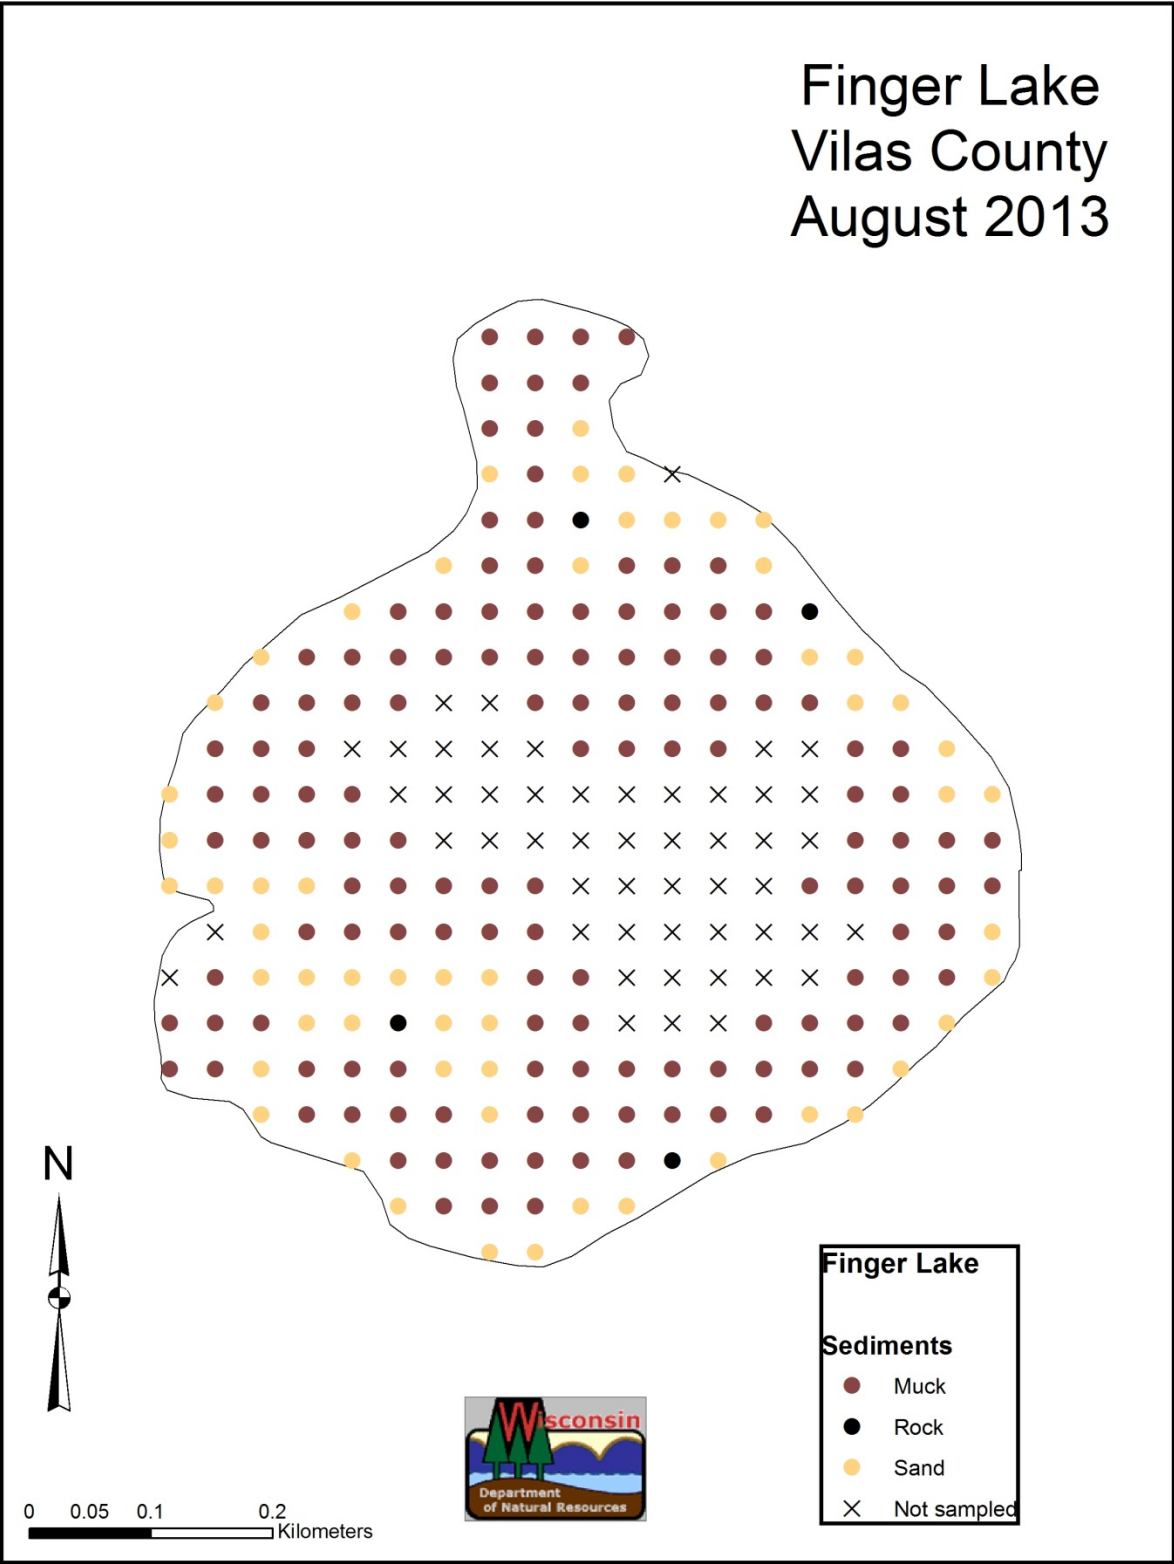 Finger Lake
Vilas County
August 2013
N
Finger Lake
Sediments
Muck
Rock
Sand
Not sampled
Wisconsin
Department
of Natural Resources
0 0.05 0.1 0.2
Kilometers